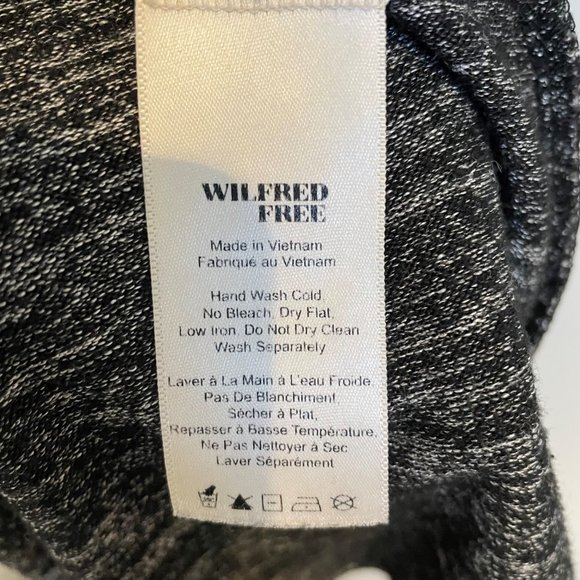 WILFRED
FREE
Made in Vietnam
Fabriqué au Vietnam
Hand Wash Cold,
No Bleach, Dry Flat,
Low Iron, Do Not Dry Clean
Wash Separately
Laver à La Main à L'eau Froide,
Pas De Blanchiment,
Sécher à Plat,
Repasser à Basse Température,
Ne Pas Nettoyer à Sec
Laver Séparément